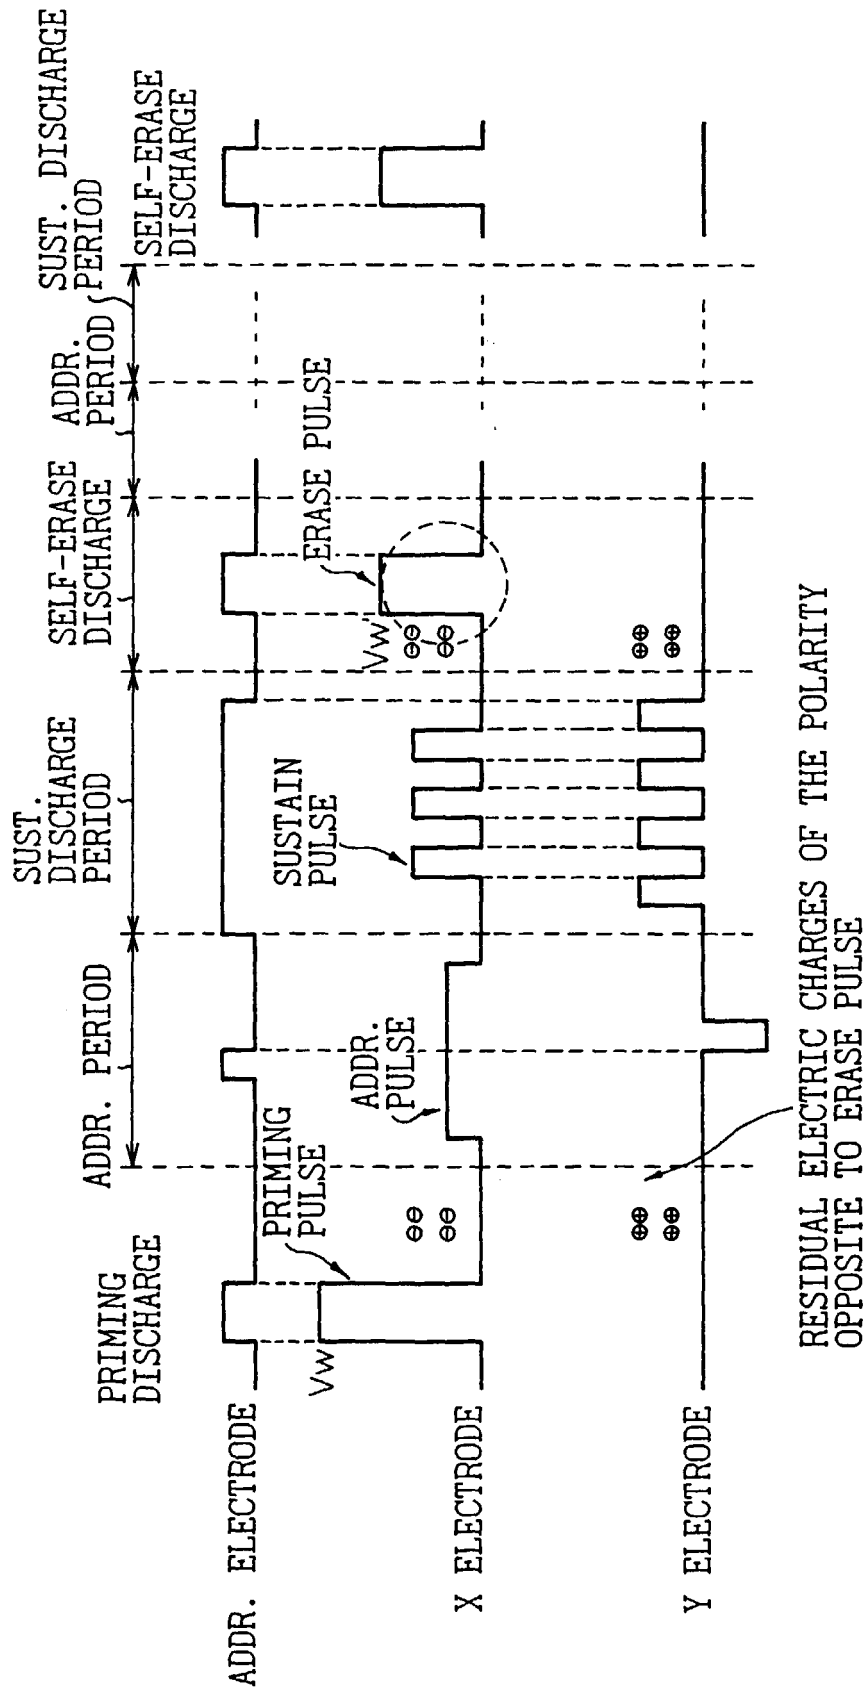 PRIMING
DISCHARGE
ADDR. PERIOD
SUST.
DISCHARGE
PERIOD
SELF-ERASE
DISCHARGE
ADDR.
PERIOD
SUST. DISCHARGE
PERIOD
SELF-ERASE
DISCHARGE
ADDR. ELECTRODE
Vw
PRIMING
PULSE
ADDR.
PULSE
SUSTAIN
PULSE
Vw
ERASE PULSE
X ELECTRODE
Y ELECTRODE
RESIDUAL ELECTRIC CHARGES OF THE POLARITY
OPPOSITE TO ERASE PULSE